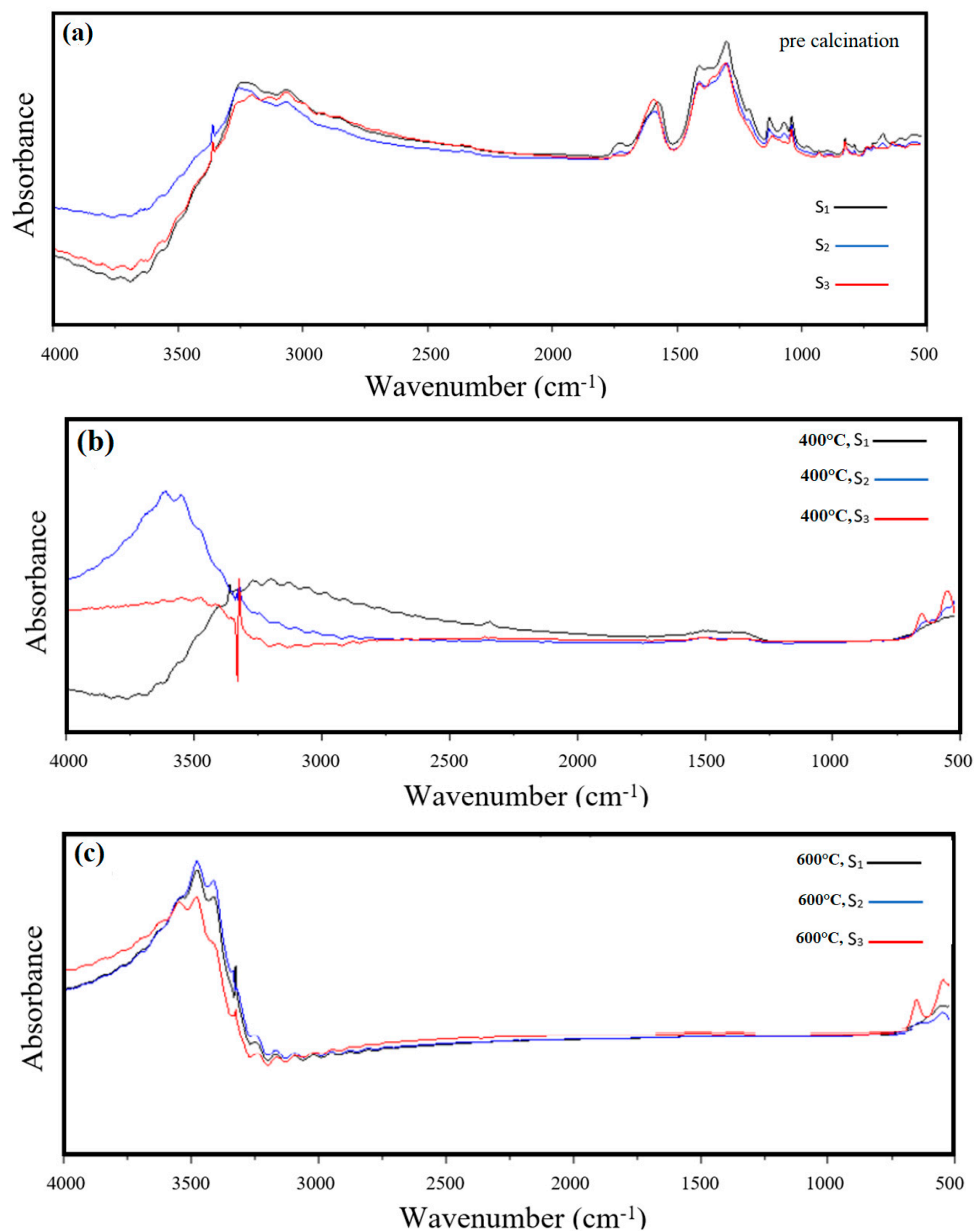 (a)
pre calcination
Absorbance
S₁
S₂
S₃
4000 3500 3000 2500 2000 1500 1000 500
Wavenumber (cm⁻¹)
(b)
400°C, S₁
400°C, S₂
400°C, S₃
Absorbance
4000 3500 3000 2500 2000 1500 1000 500
Wavenumber (cm⁻¹)
(c)
600°C, S₁
600°C, S₂
600°C, S₃
Absorbance
4000 3500 3000 2500 2000 1500 1000 500
Wavenumber (cm⁻¹)